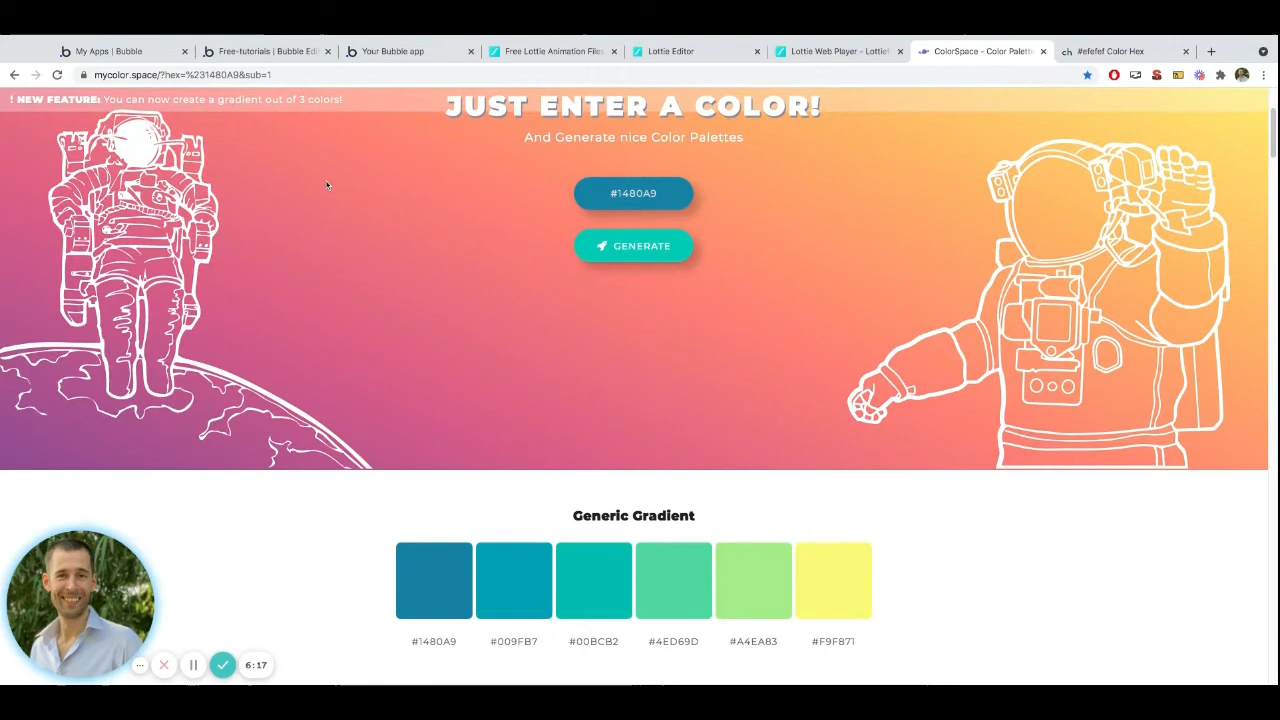 My Apps | Bubble
Free-tutorials | Bubble Edi
Your Bubble app
Free Lottie Animation Files
Lottie Editor
Lottie Web Player - Lottief
ColorSpace - Color Palette
ch #efefef Color Hex
mycolor.space/?hex=%231480A9&sub=1
! NEW FEATURE: You can now create a gradient out of 3 colors!
JUST ENTER A COLOR!
And Generate nice Color Palettes
#1480A9
GENERATE
Generic Gradient
#1480A9 #009FB7 #00BCB2 #4ED69D #A4EA83 #F9F871
6:17